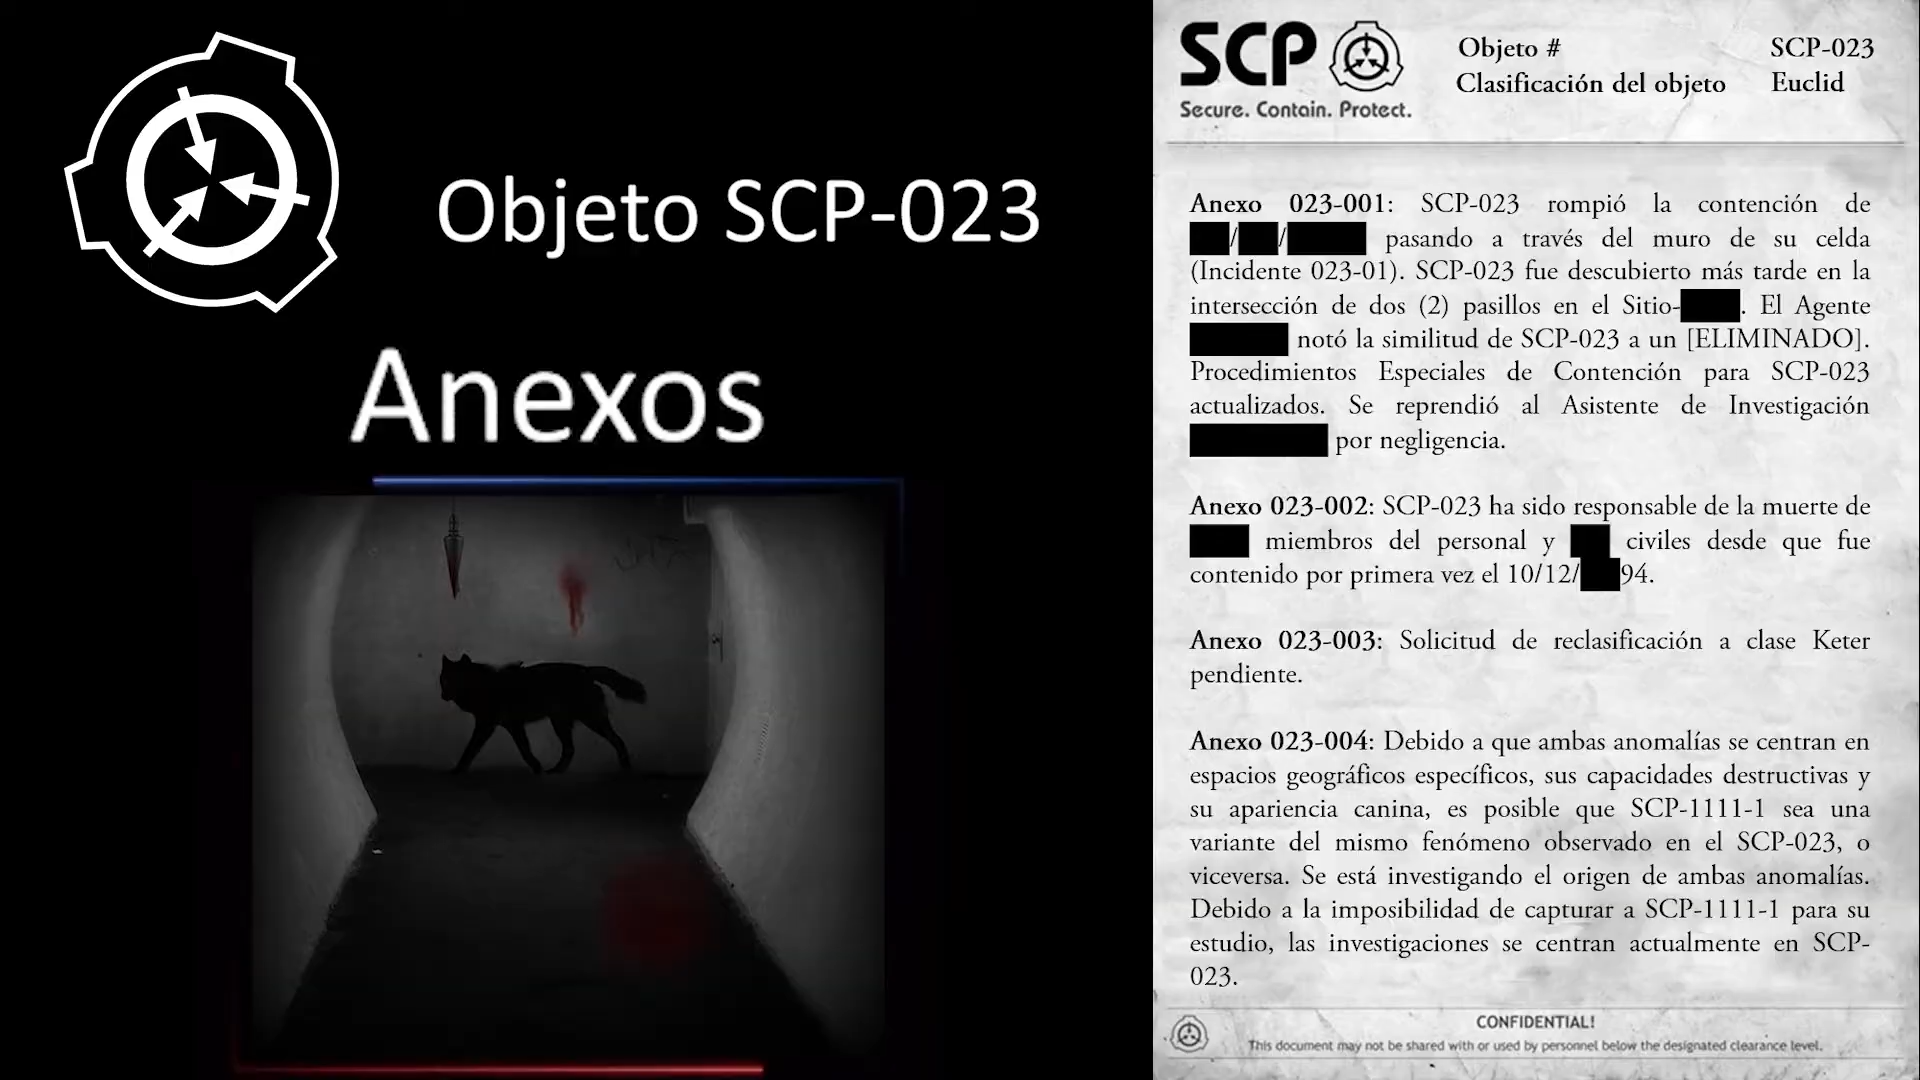 Objeto SCP-023
Anexos
SCP
Secure. Contain. Protect.
Objeto # SCP-023
Clasificación del objeto Euclid
Anexo 023-001: SCP-023 rompió la contención de
/ / pasando a través del muro de su celda
(Incidente 023-01). SCP-023 fue descubierto más tarde en la
intersección de dos (2) pasillos en el Sitio- . El Agente
notó la similitud de SCP-023 a un [ELIMINADO].
Procedimientos Especiales de Contención para SCP-023
actualizados. Se reprendió al Asistente de Investigación
por negligencia.
Anexo 023-002: SCP-023 ha sido responsable de la muerte de
miembros del personal y civiles desde que fue
contenido por primera vez el 10/12/ 94.
Anexo 023-003: Solicitud de reclasificación a clase Keter
pendiente.
Anexo 023-004: Debido a que ambas anomalías se centran en
espacios geográficos específicos, sus capacidades destructivas y
su apariencia canina, es posible que SCP-1111-1 sea una
variante del mismo fenómeno observado en el SCP-023, o
viceversa. Se está investigando el origen de ambas anomalías.
Debido a la imposibilidad de capturar a SCP-1111-1 para su
estudio, las investigaciones se centran actualmente en SCP-
023.
CONFIDENTIAL!
This document may not be shared with or used by personnel below the designated clearance level.